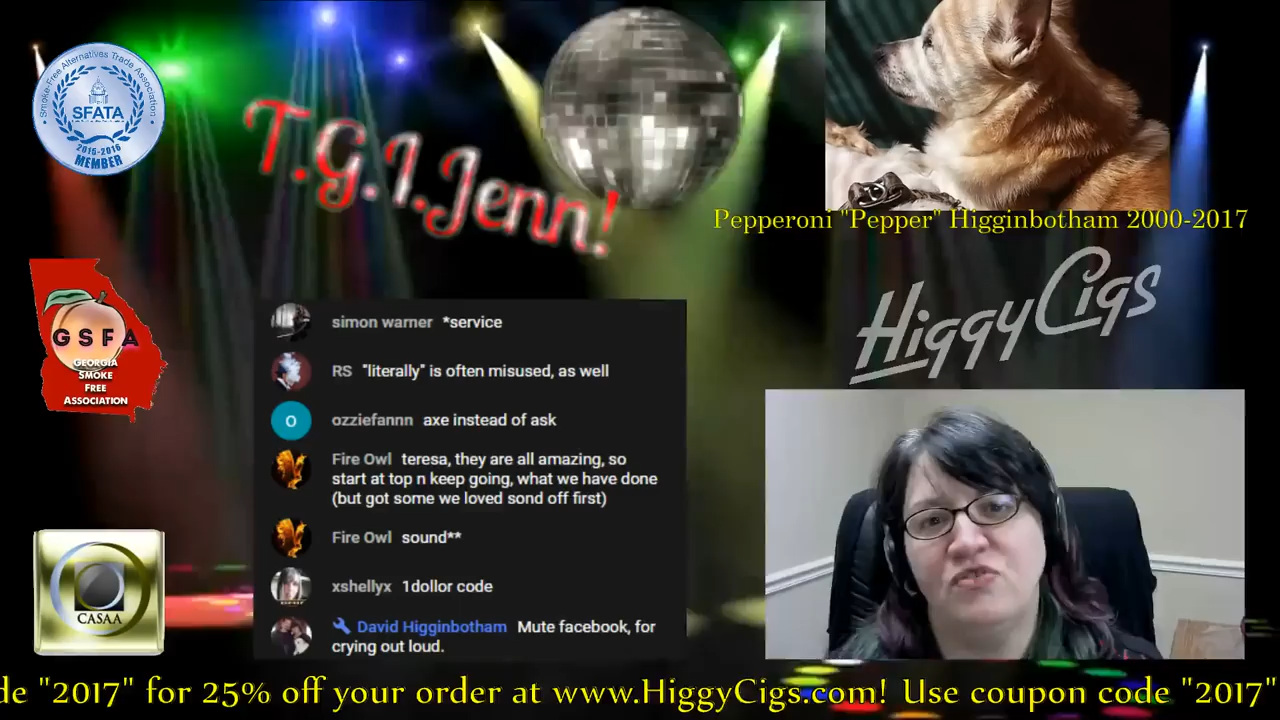 Smoke-Free Alternatives Trade Association
SFATA
2015-2016
MEMBER
T.G.I.Jenn!
Pepperoni "Pepper" Higginbotham 2000-2017
HiggyCigs
GSFA
GEORGIA
SMOKE
FREE
ASSOCIATION
simon warner *service
RS "literally" is often misused, as well
O
ozziefannn axe instead of ask
Fire Owl teresa, they are all amazing, so
start at top n keep going, what we have done
(but got some we loved sond off first)
Fire Owl sound**
xshellyx 1dollor code
David Higginbotham Mute facebook, for
crying out loud.
CASAA
de "2017" for 25% off your order at www.HiggyCigs.com! Use coupon code "2017"